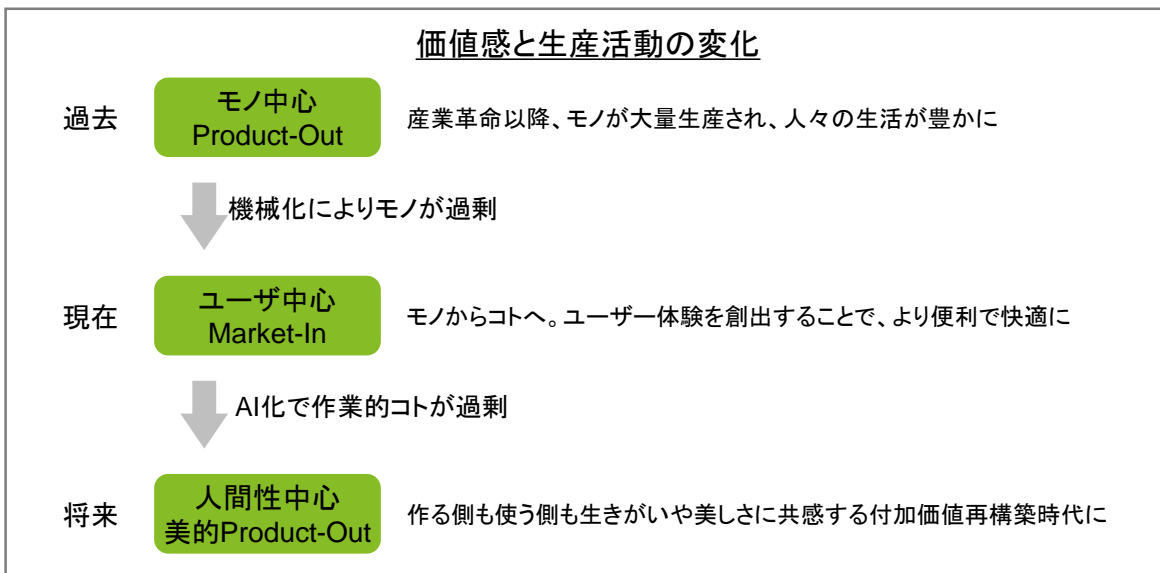 価値感と生産活動の変化
過去
モノ中心
Product-Out
産業革命以降、モノが大量生産され、人々の生活が豊かに
機械化によりモノが過剰
現在
ユーザ中心
Market-In
モノからコトへ。ユーザー体験を創出することで、より便利で快適に
AI化で作業的コトが過剰
将来
人間性中心
美的Product-Out
作る側も使う側も生きがいや美しさに共感する付加価値再構築時代に